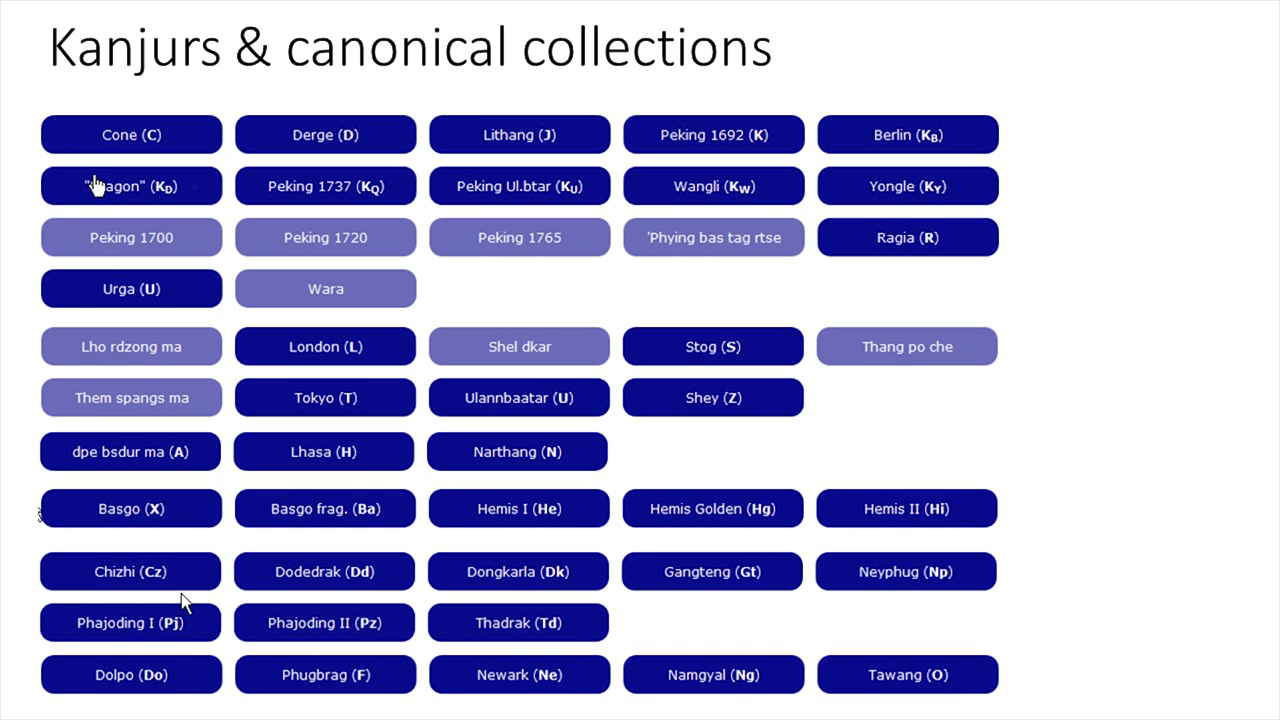 Kanjurs & canonical collections
Cone (C) Derge (D) Lithang (J) Peking 1692 (K) Berlin (KB)
agon" (KD) Peking 1737 (KQ) Peking Ul.btar (KU) Wangli (KW) Yongle (KY)
Peking 1700 Peking 1720 Peking 1765 'Phying bas tag rtse Ragia (R)
Urga (U) Wara
Lho rdzong ma London (L) Shel dkar Stog (S) Thang po che
Them spangs ma Tokyo (T) Ulannbaatar (U) Shey (Z)
dpe bsdur ma (A) Lhasa (H) Narthang (N)
Basgo (X) Basgo frag. (Ba) Hemis I (He) Hemis Golden (Hg) Hemis II (Hi)
Chizhi (Cz) Dodedrak (Dd) Dongkarla (Dk) Gangteng (Gt) Neyphug (Np)
Phajoding I (Pj) Phajoding II (Pz) Thadrak (Td)
Dolpo (Do) Phugbrag (F) Newark (Ne) Namgyal (Ng) Tawang (O)